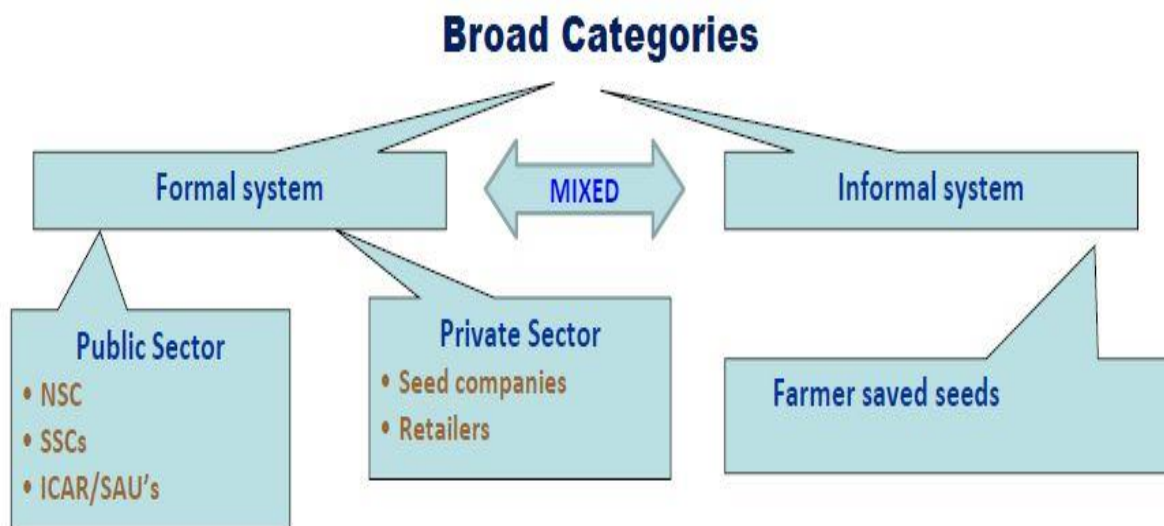 Broad Categories
Formal system
MIXED
Informal system
Public Sector
• NSC
• SSCs
• ICAR/SAU's
Private Sector
• Seed companies
• Retailers
Farmer saved seeds